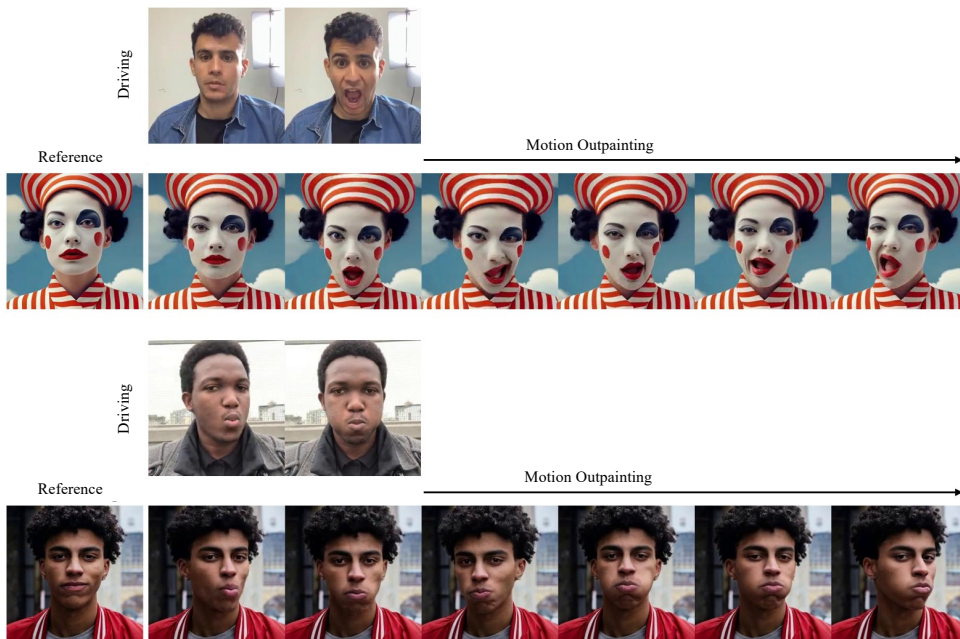 Driving
Motion Outpainting
Reference
Driving
Motion Outpainting
Reference